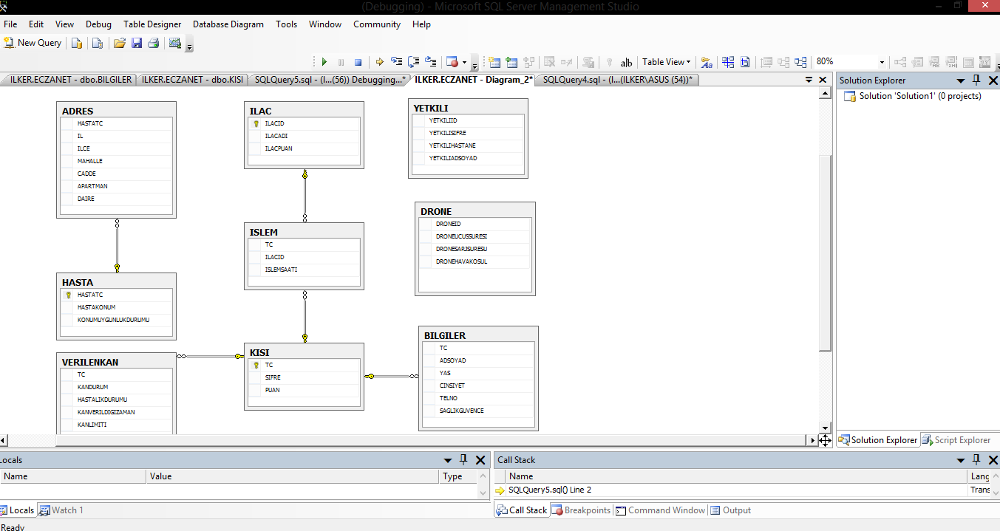 (Debugging) - Microsoft SQL Server Management Studio
File Edit View Debug Table Designer Database Diagram Tools Window Community Help
New Query
Table View 80%
ILKER.ECZANET - dbo.BILGILER ILKER.ECZANET - dbo.KISI SQLQuery5.sql - (I...(56)) Debugging...* ILKER.ECZANET - Diagram_2* SQLQuery4.sql - (I...(ILKER\ASUS (54))*
Solution Explorer
Solution 'Solution1' (0 projects)
ADRES
HASTATC
IL
ILCE
MAHALLE
CADDE
APARTMAN
DAIRE
ILAC
ILACID
ILACADI
ILACPUAN
YETKILI
YETKILIID
YETKILISIFRE
YETKILIHASTANE
YETKILIADSOYAD
ISLEM
TC
ILACID
ISLEMSAATI
DRONE
DRONEID
DRONEUCUSSURESI
DRONESARJSURESU
DRONEHAVAKOSUL
HASTA
HASTATC
HASTAKONUM
KONUMUYGUNLUKDURUMU
VERILENKAN
TC
KANDURUM
HASTALIKDURUMU
KANVERILDIGIZAMAN
KANLIMITI
KISI
TC
SIFRE
PUAN
BILGILER
TC
ADSOYAD
YAS
CINSIYET
TELNO
SAGLIKGUVENCE
Solution Explorer Script Explorer
Locals
Name Value Type
Locals Watch 1
Call Stack
Name Lang
SQLQuery5.sql() Line 2 Trans
Call Stack Breakpoints Command Window Output
Ready